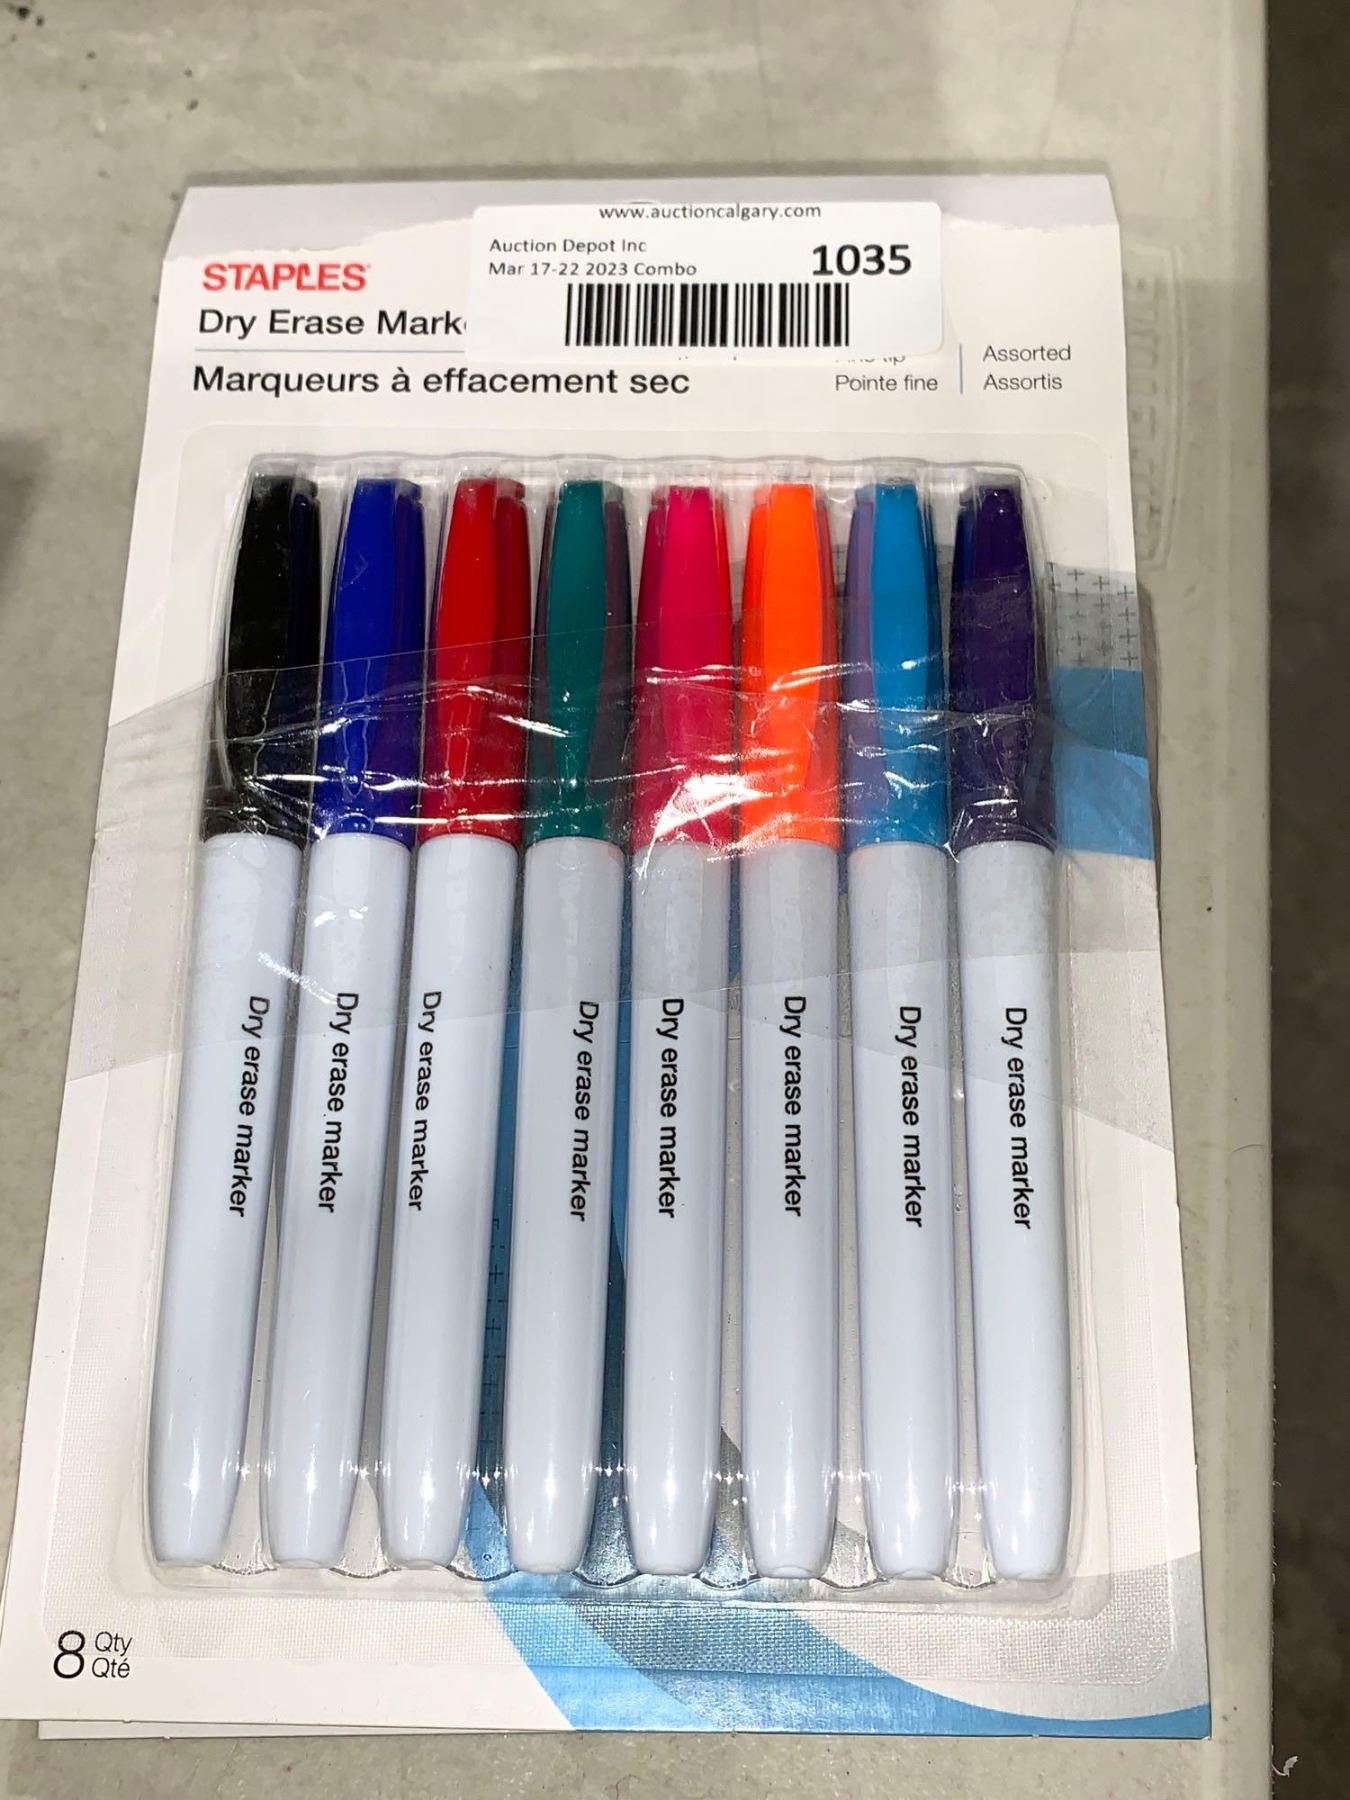 www.auctioncalgary.com
Auction Depot Inc
Mar 17-22 2023 Combo
1035
STAPLES
Dry Erase Mark
Marqueurs à effacement sec
Pointe fine
Assorted
Assortis
Dry erase marker
Dry erase marker
Dry erase marker
Dry erase marker
Dry erase marker
Dry erase marker
Dry erase marker
Dry erase marker
8 Qty
Qté